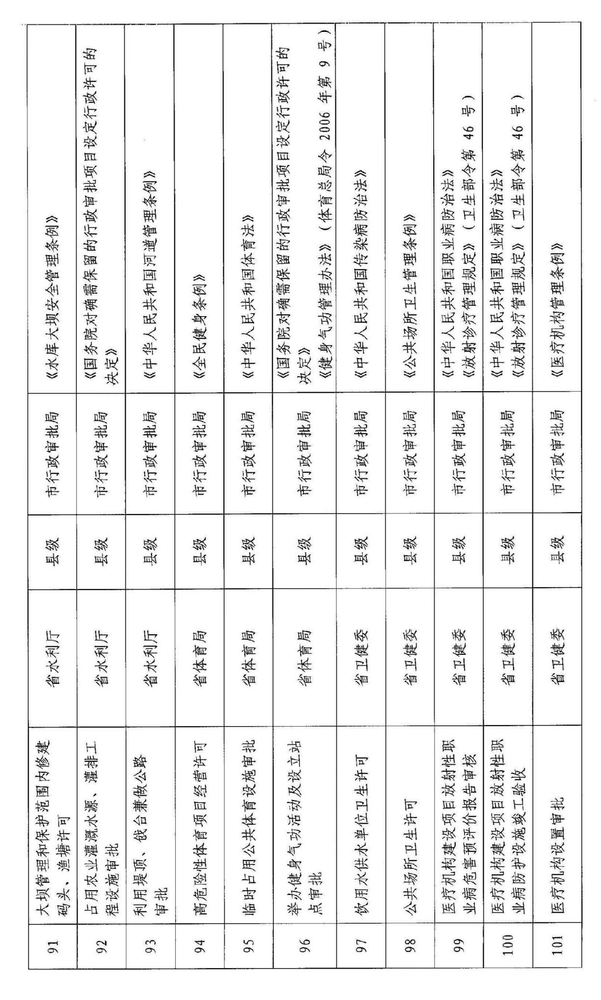 91
大坝管理和保护范围内修建
码头、渔塘许可
省水利厅
县级
市行政审批局
《水库大坝安全管理条例》
92
占用农业灌溉水源、灌排工
程设施审批
省水利厅
县级
市行政审批局
《国务院对确需保留的行政审批项目设定行政许可的
决定》
93
利用堤顶、戗台兼做公路
审批
省水利厅
县级
市行政审批局
《中华人民共和国河道管理条例》
94
高危险性体育项目经营许可
省体育局
县级
市行政审批局
《全民健身条例》
95
临时占用公共体育设施审批
省体育局
县级
市行政审批局
《中华人民共和国体育法》
96
举办健身气功活动及设立站
点审批
省体育局
县级
市行政审批局
《国务院对确需保留的行政审批项目设定行政许可的
决定》
《健身气功管理办法》（体育总局令 2006 年第 9 号）
97
饮用水供水单位卫生许可
省卫健委
县级
市行政审批局
《中华人民共和国传染病防治法》
98
公共场所卫生许可
省卫健委
县级
市行政审批局
《公共场所卫生管理条例》
99
医疗机构建设项目放射性职
业病危害预评价报告审核
省卫健委
县级
市行政审批局
《中华人民共和国职业病防治法》
《放射诊疗管理规定》（卫生部令第 46 号）
100
医疗机构建设项目放射性职
业病防护设施竣工验收
省卫健委
县级
市行政审批局
《中华人民共和国职业病防治法》
《放射诊疗管理规定》（卫生部令第 46 号）
101
医疗机构设置审批
省卫健委
县级
市行政审批局
《医疗机构管理条例》